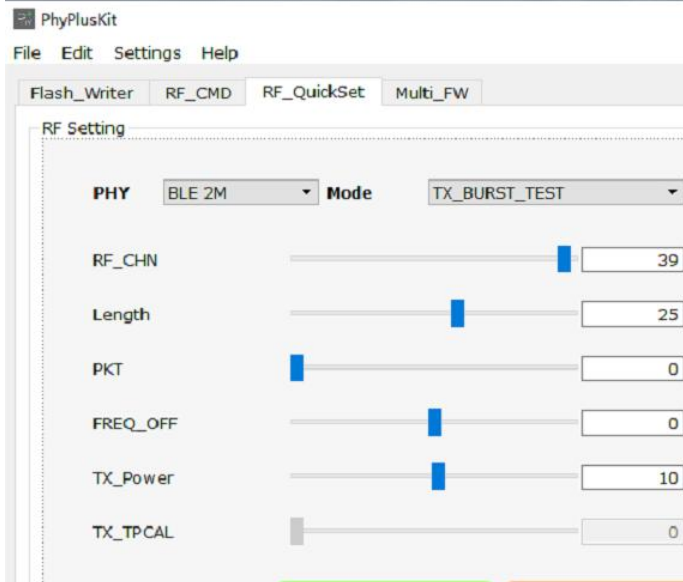 PhyPlusKit
File Edit Settings Help
Flash_Writer RF_CMD RF_QuickSet Multi_FW
RF Setting
PHY BLE 2M Mode TX_BURST_TEST
RF_CHN 39
Length 25
PKT 0
FREQ_OFF 0
TX_Power 10
TX_TPCAL 0